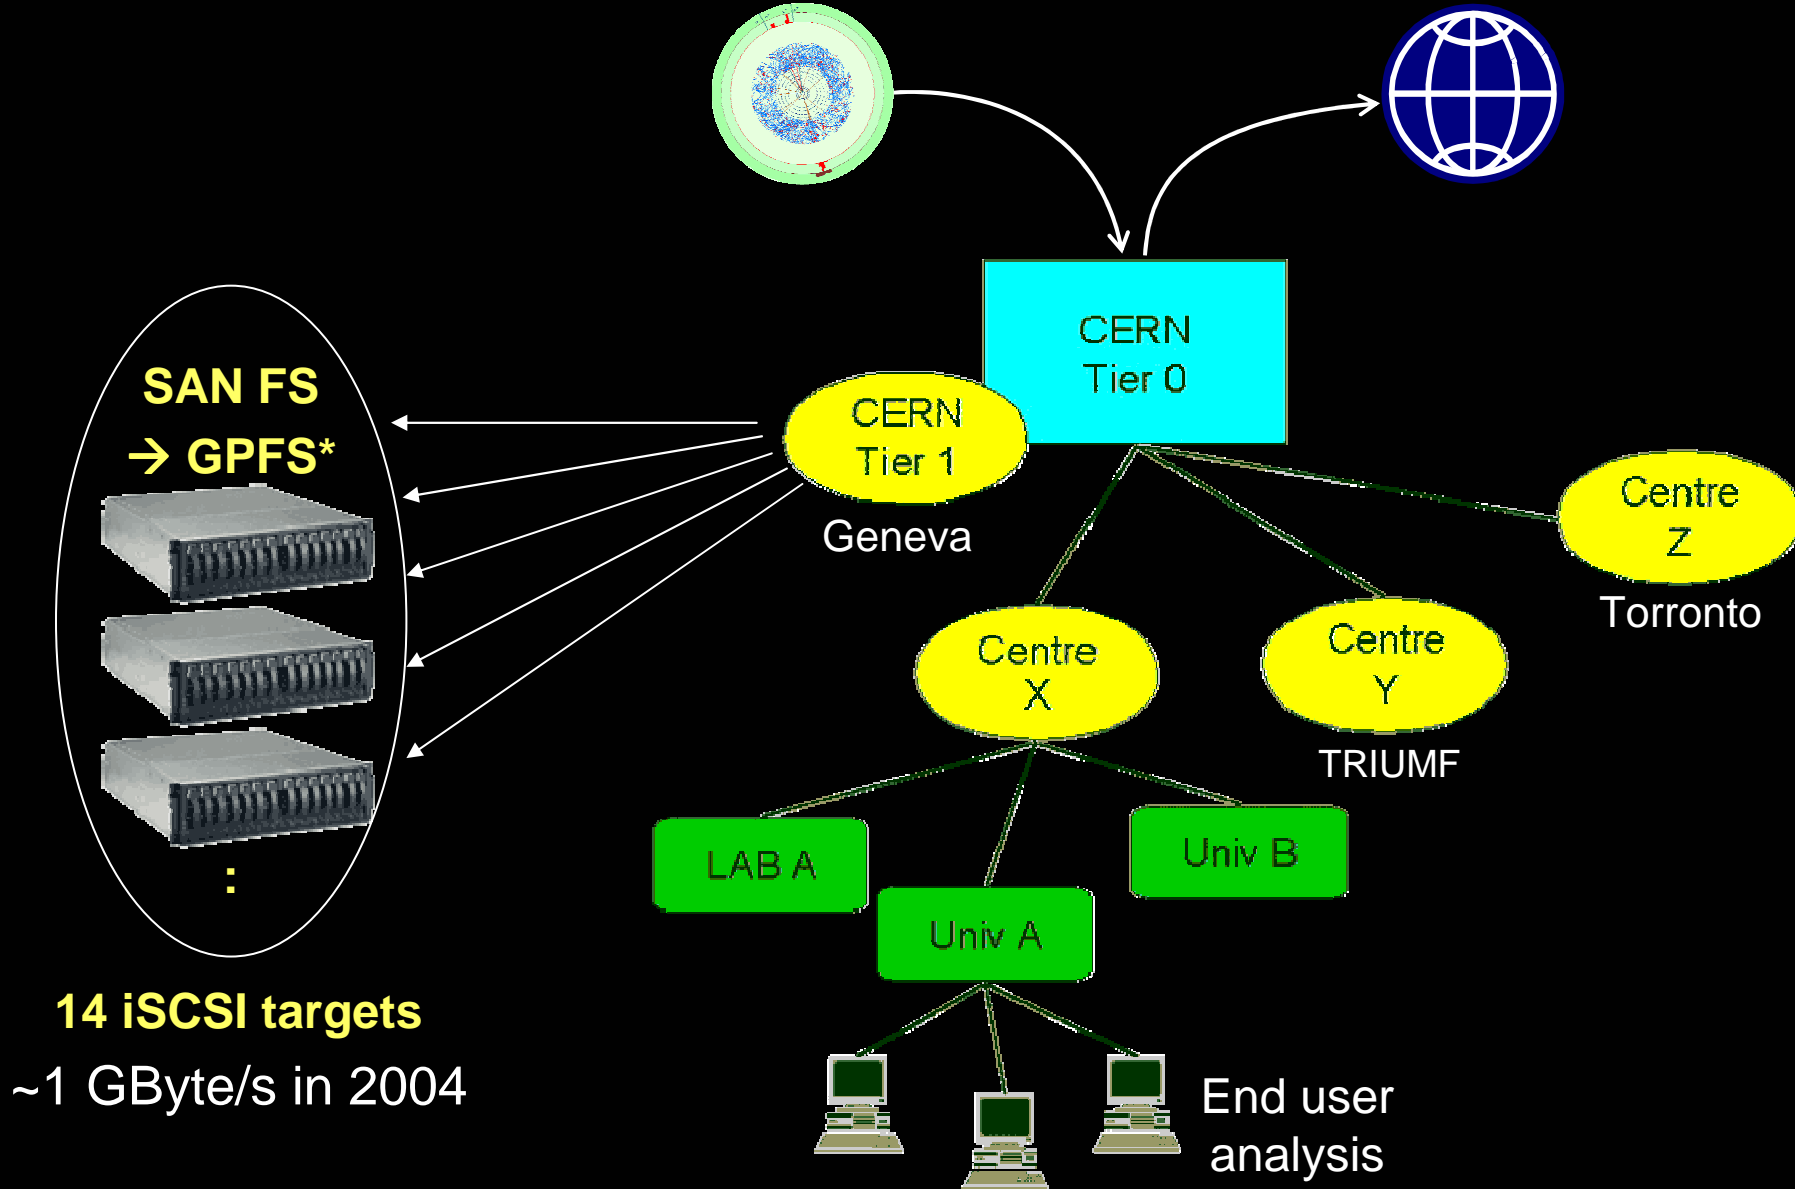 CERN
Tier 0
SAN FS
→ GPFS*
CERN
Tier 1
Geneva
Centre
Z
Torronto
Centre
X
Centre
Y
TRIUMF
LAB A
Univ B
Univ A
:
14 iSCSI targets
~1 GByte/s in 2004
End user
analysis